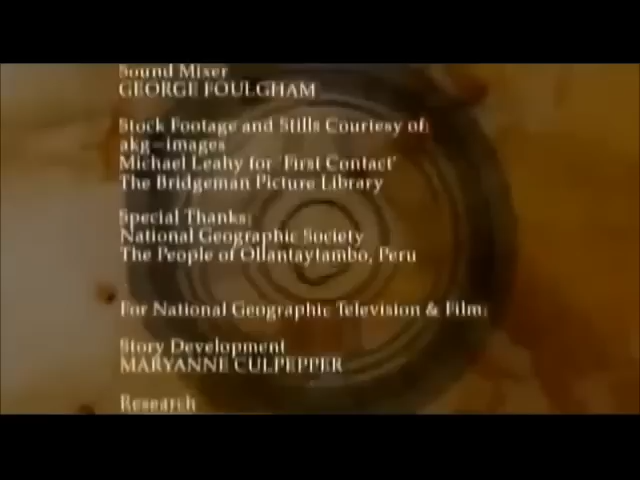 Sound Mixer
GEORGE FOULGHAM
Stock Footage and Stills Courtesy of:
akg-images
Michael Leahy for 'First Contact'
The Bridgeman Picture Library
Special Thanks:
National Geographic Society
The People of Ollantaytambo, Peru
For National Geographic Television & Film:
Story Development
MARYANNE CULPEPPER
Research